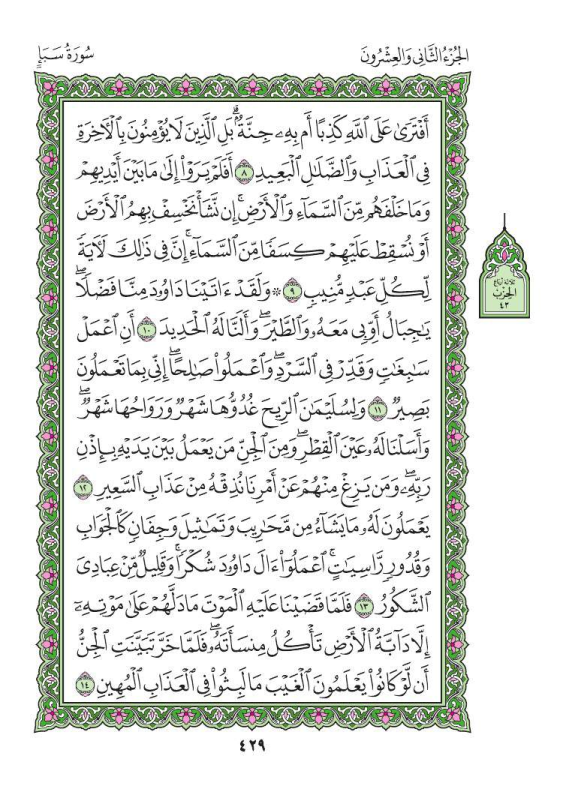 الجُزْءُ الثَّانِي وَالعِشْرُونَ
سُورَةُ سَبَإٍ
أَفْتَرَىٰ عَلَى ٱللَّهِ كَذِبًا أَم بِهِۦ جِنَّةٌۢۗ بَلِ ٱلَّذِينَ لَا يُؤْمِنُونَ بِٱلْأٓخِرَةِ
فِي ٱلْعَذَابِ وَٱلضَّلَٰلِ ٱلْبَعِيدِ ٨ أَفَلَمْ يَرَوْا۟ إِلَىٰ مَا بَيْنَ أَيْدِيهِمْ
وَمَا خَلْفَهُم مِّنَ ٱلسَّمَآءِ وَٱلْأَرْضِۚ إِن نَّشَأْ نَخْسِفْ بِهِمُ ٱلْأَرْضَ
أَوْ نُسْقِطْ عَلَيْهِمْ كِسَفًا مِّنَ ٱلسَّمَآءِۚ إِنَّ فِي ذَٰلِكَ لَأٓيَةً
لِّكُلِّ عَبْدٍ مُّنِيبٍ ٩ ۞ وَلَقَدْ ءَاتَيْنَا دَاوُۥدَ مِنَّا فَضْلًاۖ
يَٰجِبَالُ أَوِّبِي مَعَهُۥ وَٱلطَّيْرَۖ وَأَلَنَّا لَهُ ٱلْحَدِيدَ ١٠ أَنِ ٱعْمَلْ
سَٰبِغَٰتٍ وَقَدِّرْ فِي ٱلسَّرْدِۖ وَٱعْمَلُوا۟ صَٰلِحًاۖ إِنِّي بِمَا تَعْمَلُونَ
بَصِيرٌ ١١ وَلِسُلَيْمَٰنَ ٱلرِّيحَ غُدُوُّهَا شَهْرٌ وَرَوَاحُهَا شَهْرٌۖ
وَأَسَلْنَا لَهُۥ عَيْنَ ٱلْقِطْرِۖ وَمِنَ ٱلْجِنِّ مَن يَعْمَلُ بَيْنَ يَدَيْهِ بِإِذْنِ
رَبِّهِۦۖ وَمَن يَزِغْ مِنْهُمْ عَنْ أَمْرِنَا نُذِقْهُ مِنْ عَذَابِ ٱلسَّعِيرِ ١٢
يَعْمَلُونَ لَهُۥ مَا يَشَآءُ مِن مَّحَٰرِيبَ وَتَمَٰثِيلَ وَجِفَانٍ كَٱلْجَوَابِ
وَقُدُورٍ رَّاسِيَٰتٍۚ ٱعْمَلُوٓا۟ ءَالَ دَاوُۥدَ شُكْرًاۚ وَقَلِيلٌ مِّنْ عِبَادِيَ
ٱلشَّكُورُ ١٣ فَلَمَّا قَضَيْنَا عَلَيْهِ ٱلْمَوْتَ مَا دَلَّهُمْ عَلَىٰ مَوْتِهِۦٓ
إِلَّا دَآبَّةُ ٱلْأَرْضِ تَأْكُلُ مِنسَأَتَهُۥۖ فَلَمَّا خَرَّ تَبَيَّنَتِ ٱلْجِنُّ
أَن لَّوْ كَانُوا۟ يَعْلَمُونَ ٱلْغَيْبَ مَا لَبِثُوا۟ فِي ٱلْعَذَابِ ٱلْمُهِينِ ١٤
ثلاثة أرباع
الحزب
٤٣
٤٢٩